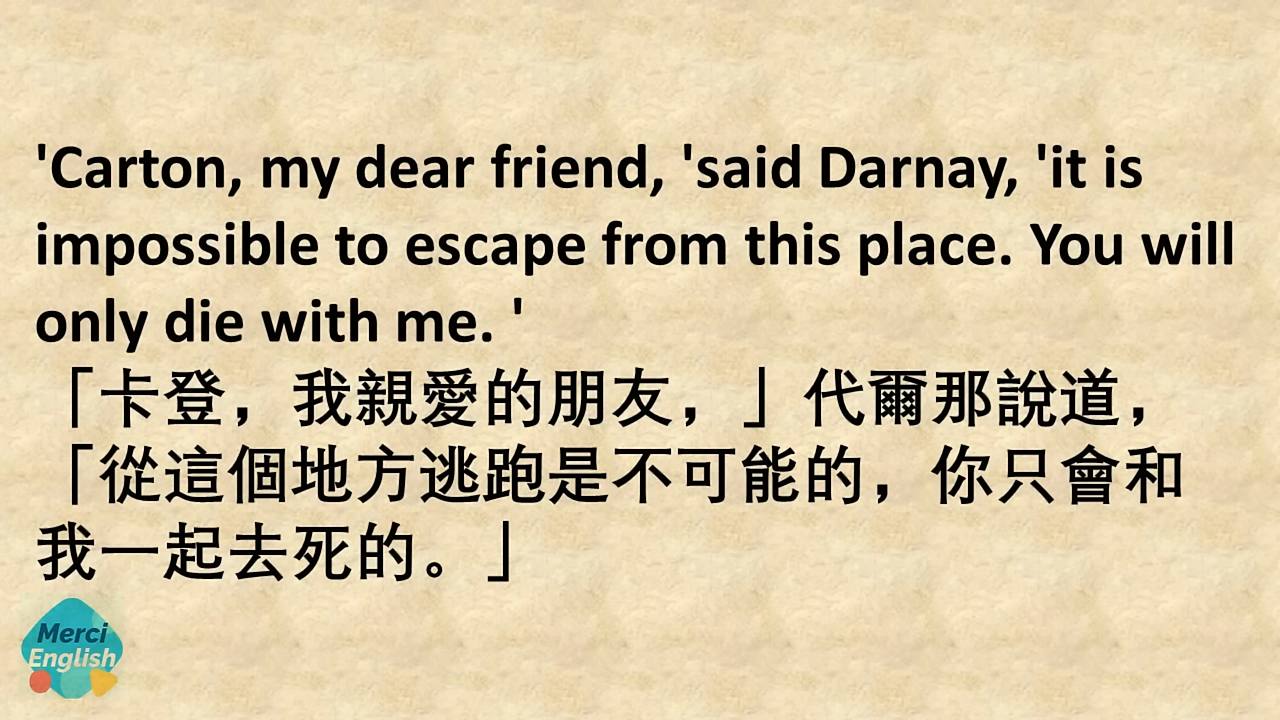 'Carton, my dear friend, 'said Darnay, 'it is
impossible to escape from this place. You will
only die with me. '
「卡登，我親愛的朋友，」代爾那說道，
「從這個地方逃跑是不可能的，你只會和
我一起去死的。」
Merci
English